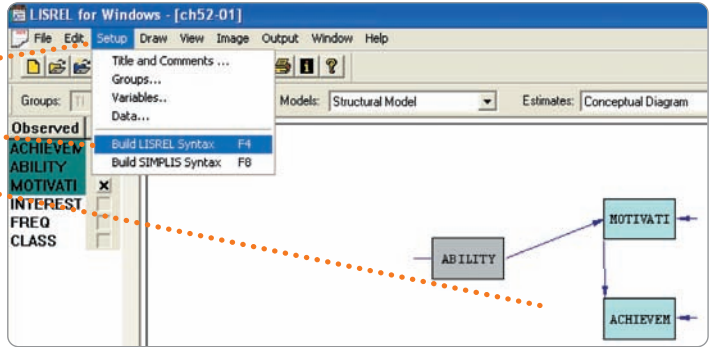 LISREL for Windows - [ch52-01]
File Edit Setup Draw View Image Output Window Help
Title and Comments ...
Groups...
Variables..
Data...
Build LISREL Syntax F4
Build SIMPLIS Syntax F8
Groups: Models: Structural Model Estimates: Conceptual Diagram
Observed
ACHIEVEM
ABILITY
MOTIVATI
INTEREST
FREQ
CLASS
MOTIVATI
ABILITY
ACHIEVEM